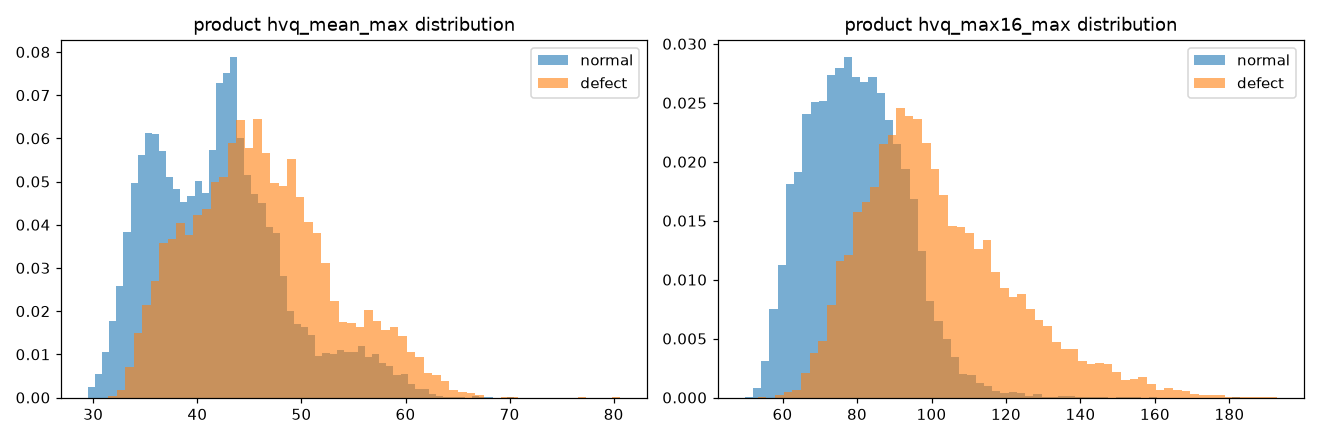 product hvq_mean_max distribution
normal
defect
0.08
0.07
0.06
0.05
0.04
0.03
0.02
0.01
0.00
30 40 50 60 70 80
product hvq_max16_max distribution
normal
defect
0.030
0.025
0.020
0.015
0.010
0.005
0.000
60 80 100 120 140 160 180